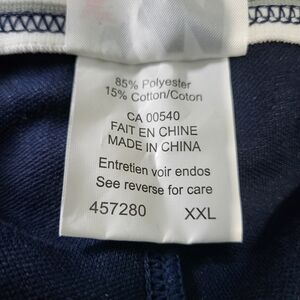 85% Polyester
15% Cotton/Coton
CA 00540
FAIT EN CHINE
MADE IN CHINA
Entretien voir endos
See reverse for care
457280 XXL